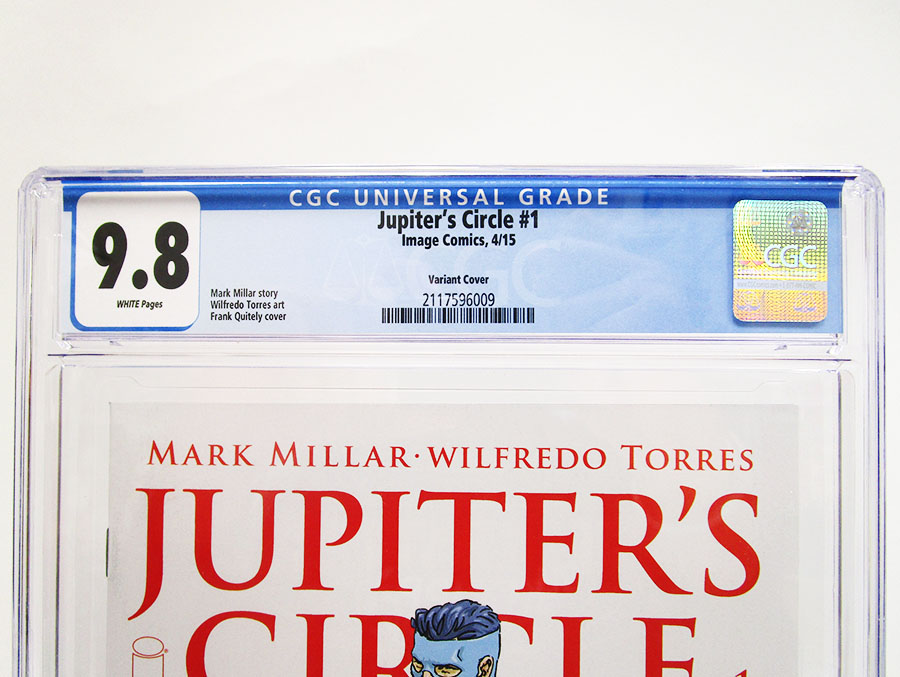 CGC UNIVERSAL GRADE
9.8
WHITE Pages
Jupiter's Circle #1
Image Comics, 4/15
Variant Cover
2117596009
Mark Millar story
Wilfredo Torres art
Frank Quitely cover
CGC
MARK MILLAR · WILFREDO TORRES
JUPITER'S
CIRCLE